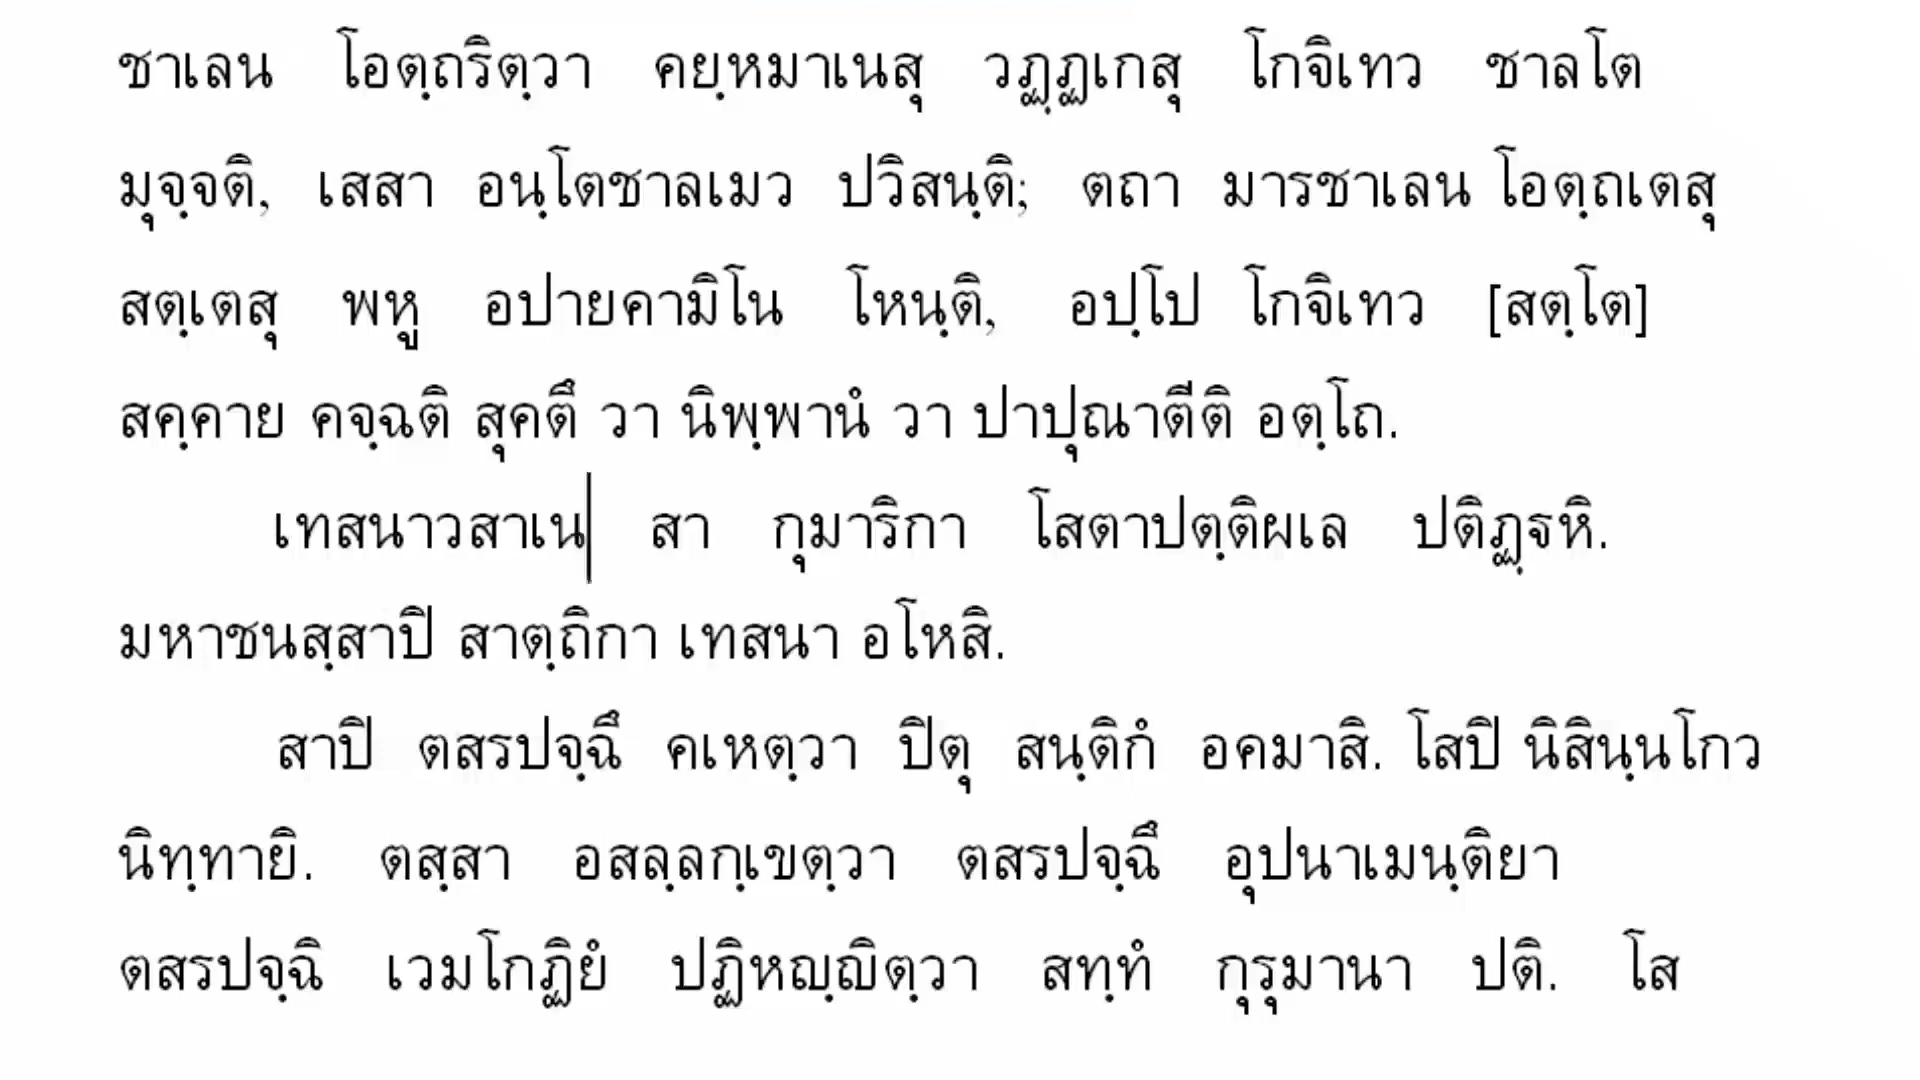 ชาเลน โอตฺถริตฺวา คยฺหมาเนสุ วฏฺฏเกสุ โกจิเทว ชาลโต
มุจฺจติ, เสสา อนฺโตชาลเมว ปวิสนฺติ; ตถา มารชาเลน โอตฺถเตสุ
สตฺเตสุ พหู อปายคามิโน โหนฺติ, อปฺโป โกจิเทว [สตฺโต]
สคฺคาย คจฺฉติ สุคตึ วา นิพฺพานํ วา ปาปุณาตีติ อตฺโถ.
เทสนาวสาเน สา กุมาริกา โสตาปตฺติผเล ปติฏฺฐหิ.
มหาชนสฺสาปิ สาตฺถิกา เทสนา อโหสิ.
สาปิ ตสรปจฺฉึ คเหตฺวา ปิตุ สนฺติกํ อคมาสิ. โสปิ นิสินฺนโกว
นิทฺทายิ. ตสฺสา อสลฺลกฺเขตฺวา ตสรปจฺฉึ อุปนาเมนฺติยา
ตสรปจฺฉิ เวมโกฏิยํ ปฏิหญฺญิตฺวา สทฺทํ กุรุมานา ปติ. โส